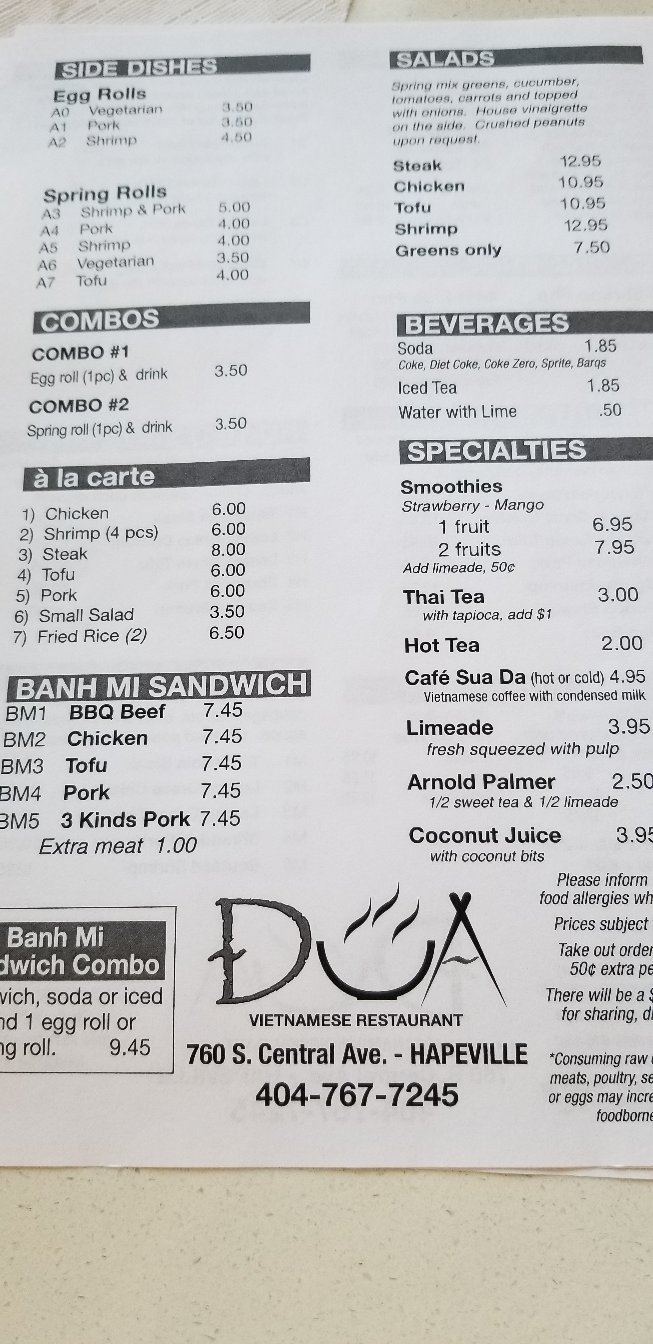 SIDE DISHES
Egg Rolls
A0 Vegetarian 3.50
A1 Pork 3.50
A2 Shrimp 4.50
Spring Rolls
A3 Shrimp & Pork 5.00
A4 Pork 4.00
A5 Shrimp 4.00
A6 Vegetarian 3.50
A7 Tofu 4.00
COMBOS
COMBO #1
Egg roll (1pc) & drink 3.50
COMBO #2
Spring roll (1pc) & drink 3.50
à la carte
1) Chicken 6.00
2) Shrimp (4 pcs) 6.00
3) Steak 8.00
4) Tofu 6.00
5) Pork 6.00
6) Small Salad 3.50
7) Fried Rice (2) 6.50
BANH MI SANDWICH
BM1 BBQ Beef 7.45
BM2 Chicken 7.45
BM3 Tofu 7.45
BM4 Pork 7.45
BM5 3 Kinds Pork 7.45
Extra meat 1.00
Banh Mi
dwich Combo
wich, soda or iced
nd 1 egg roll or
ng roll. 9.45
SALADS
Spring mix greens, cucumber,
tomatoes, carrots and topped
with onions. House vinaigrette
on the side. Crushed peanuts
upon request.
Steak 12.95
Chicken 10.95
Tofu 10.95
Shrimp 12.95
Greens only 7.50
BEVERAGES
Soda 1.85
Coke, Diet Coke, Coke Zero, Sprite, Barqs
Iced Tea 1.85
Water with Lime .50
SPECIALTIES
Smoothies
Strawberry - Mango
1 fruit 6.95
2 fruits 7.95
Add limeade, 50¢
Thai Tea 3.00
with tapioca, add $1
Hot Tea 2.00
Café Sua Da (hot or cold) 4.95
Vietnamese coffee with condensed milk
Limeade 3.95
fresh squeezed with pulp
Arnold Palmer 2.50
1/2 sweet tea & 1/2 limeade
Coconut Juice 3.95
with coconut bits
ĐUA
VIETNAMESE RESTAURANT
760 S. Central Ave. - HAPEVILLE
404-767-7245
Please inform
food allergies wh
Prices subject
Take out order
50¢ extra pe
There will be a $
for sharing, di
*Consuming raw
meats, poultry, se
or eggs may incre
foodborne